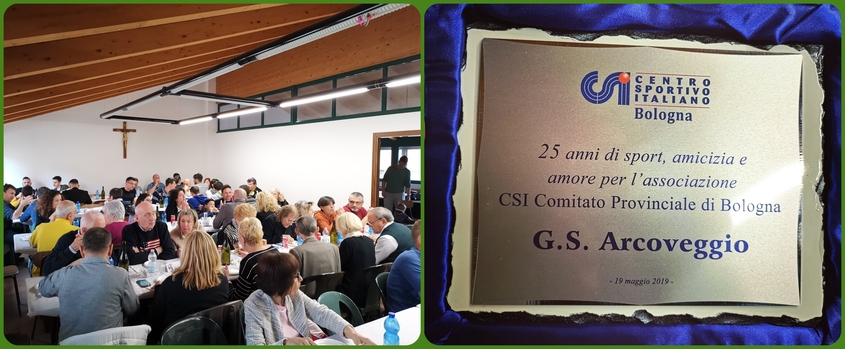 CSI CENTRO
SPORTIVO
ITALIANO
Bologna
25 anni di sport, amicizia e
amore per l'associazione
CSI Comitato Provinciale di Bologna
G.S. Arcoveggio
- 19 maggio 2019 -